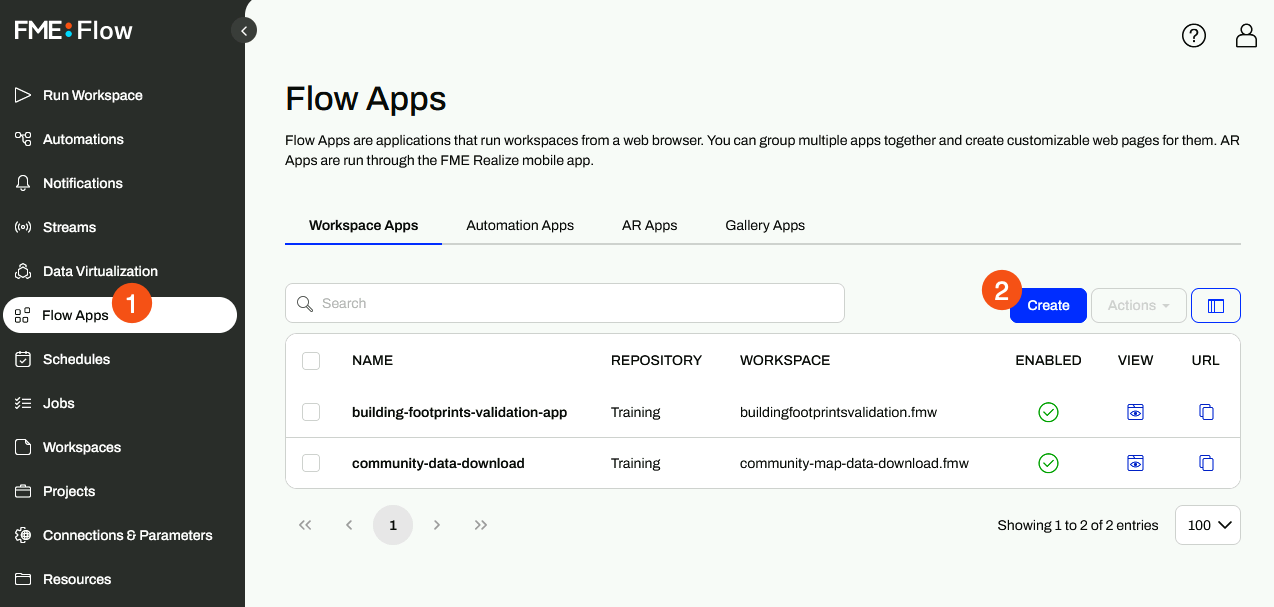 FME Flow
Run Workspace
Automations
Notifications
Streams
Data Virtualization
Flow Apps
1
Schedules
Jobs
Workspaces
Projects
Connections & Parameters
Resources
?
Flow Apps
Flow Apps are applications that run workspaces from a web browser. You can group multiple apps together and create customizable web pages for them. AR
Apps are run through the FME Realize mobile app.
Workspace Apps Automation Apps AR Apps Gallery Apps
Search
2
Create Actions
NAME REPOSITORY WORKSPACE ENABLED VIEW URL
building-footprints-validation-app Training buildingfootprintsvalidation.fmw
community-data-download Training community-map-data-download.fmw
1
Showing 1 to 2 of 2 entries 100